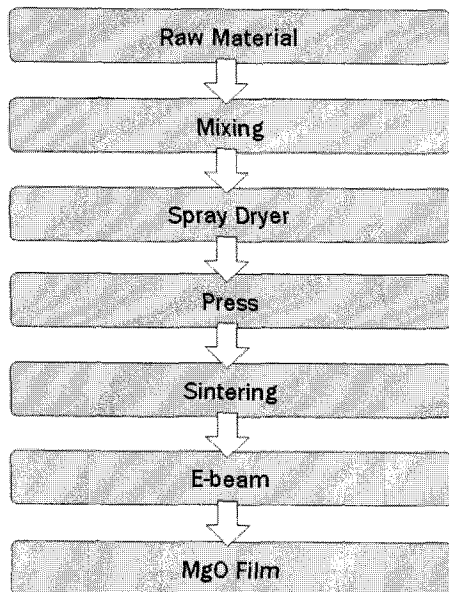 Raw Material
Mixing
Spray Dryer
Press
Sintering
E-beam
MgO Film